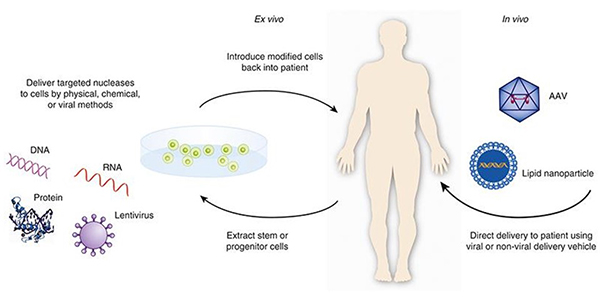 Ex vivo
In vivo
Introduce modified cells
back into patient
Deliver targeted nucleases
to cells by physical, chemical,
or viral methods
DNA
RNA
Protein
Lentivirus
Extract stem or
progenitor cells
AAV
Lipid nanoparticle
Direct delivery to patient using
viral or non-viral delivery vehicle